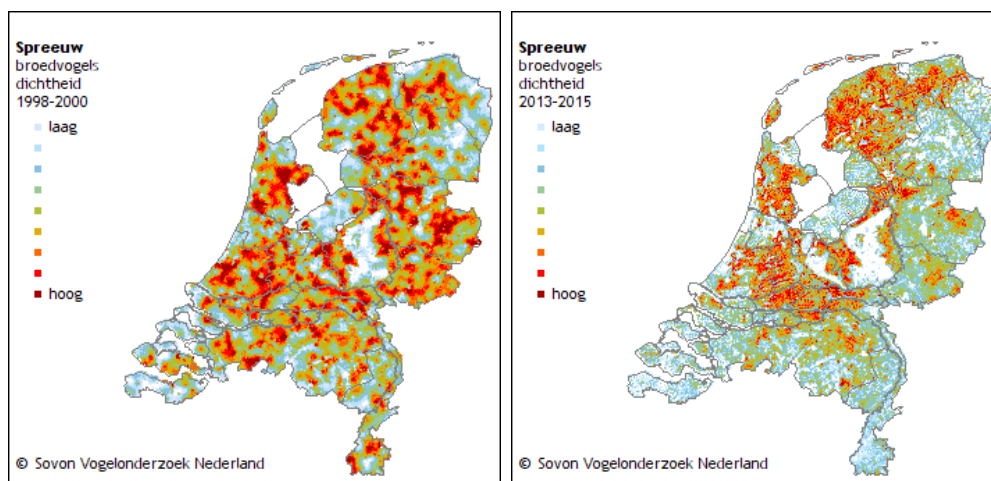 Spreeuw
broedvogels
dichtheid
1998-2000
laag
hoog
© Sovon Vogelonderzoek Nederland
Spreeuw
broedvogels
dichtheid
2013-2015
laag
hoog
© Sovon Vogelonderzoek Nederland